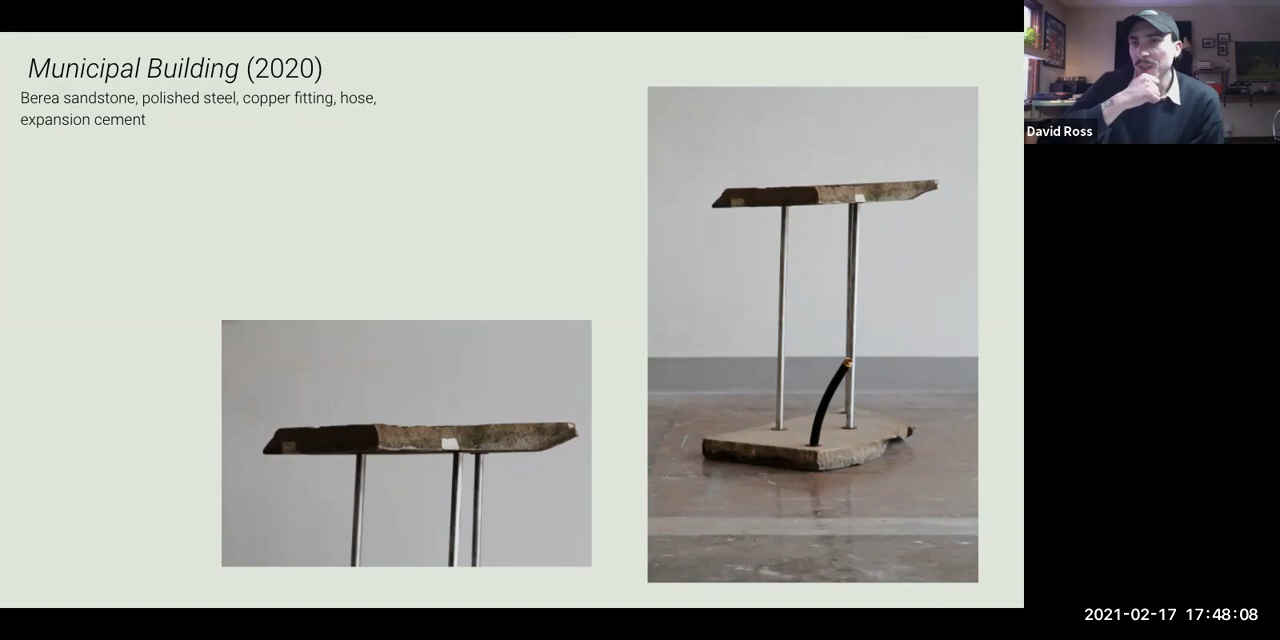 Municipal Building (2020)
Berea sandstone, polished steel, copper fitting, hose,
expansion cement
David Ross
2021-02-17 17:48:08